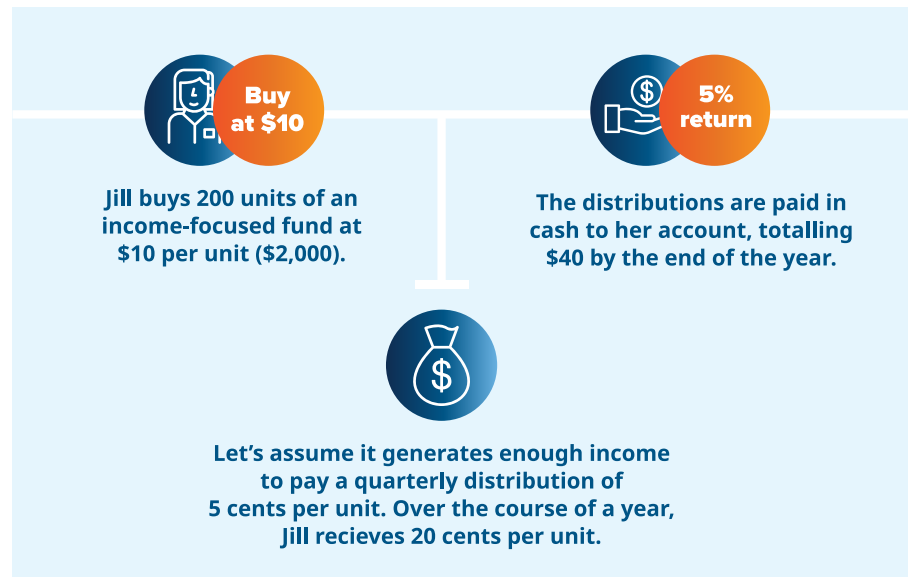 Buy
at $10
Jill buys 200 units of an
income-focused fund at
$10 per unit ($2,000).
$
Let’s assume it generates enough income
to pay a quarterly distribution of
5 cents per unit. Over the course of a year,
Jill recieves 20 cents per unit.
$
5%
return
The distributions are paid in
cash to her account, totalling
$40 by the end of the year.